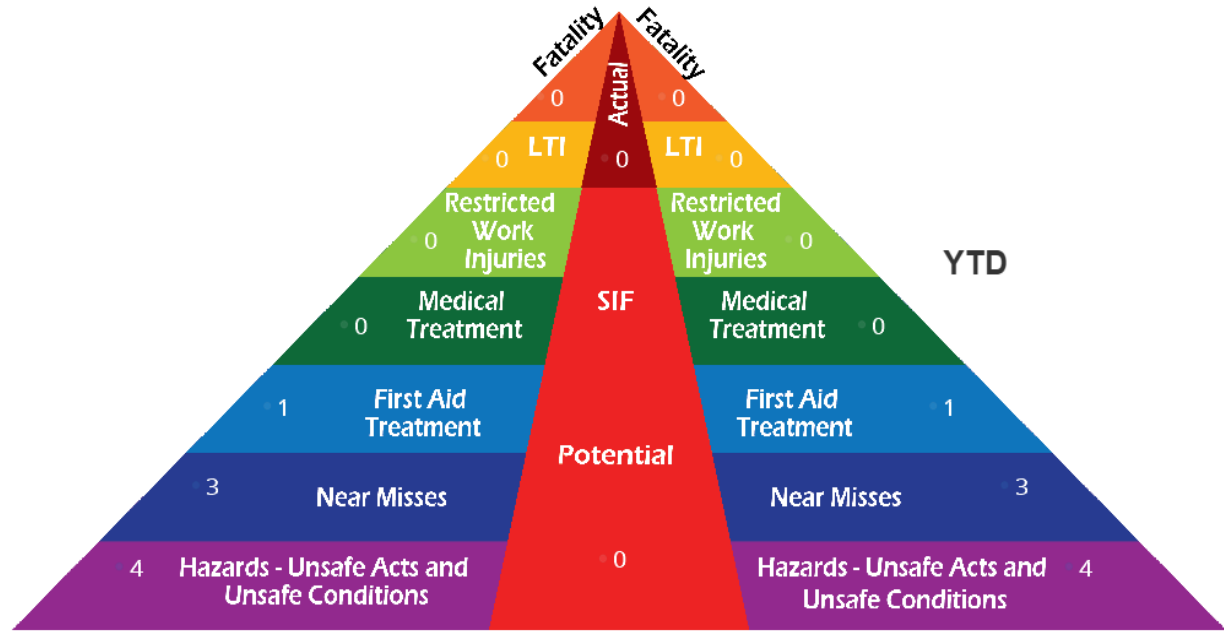 Fatality
Fatality
0
Actual
0
LTI
LTI
0
0
0
Restricted
Work
Injuries
Restricted
Work
Injuries
0
0
YTD
Medical
Treatment
SIF
Medical
Treatment
0
0
First Aid
Treatment
First Aid
Treatment
1
1
Potential
3
Near Misses
Near Misses
3
0
4
Hazards - Unsafe Acts and
Unsafe Conditions
Hazards - Unsafe Acts and
Unsafe Conditions
4